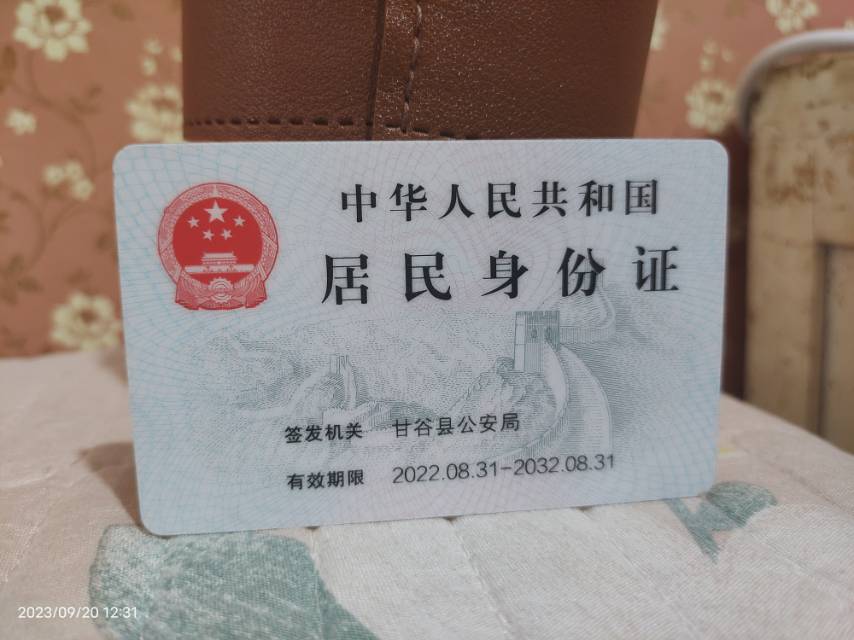 中华人民共和国
居民身份证
签发机关 甘谷县公安局
有效期限 2022.08.31-2032.08.31
2023/09/20 12:31